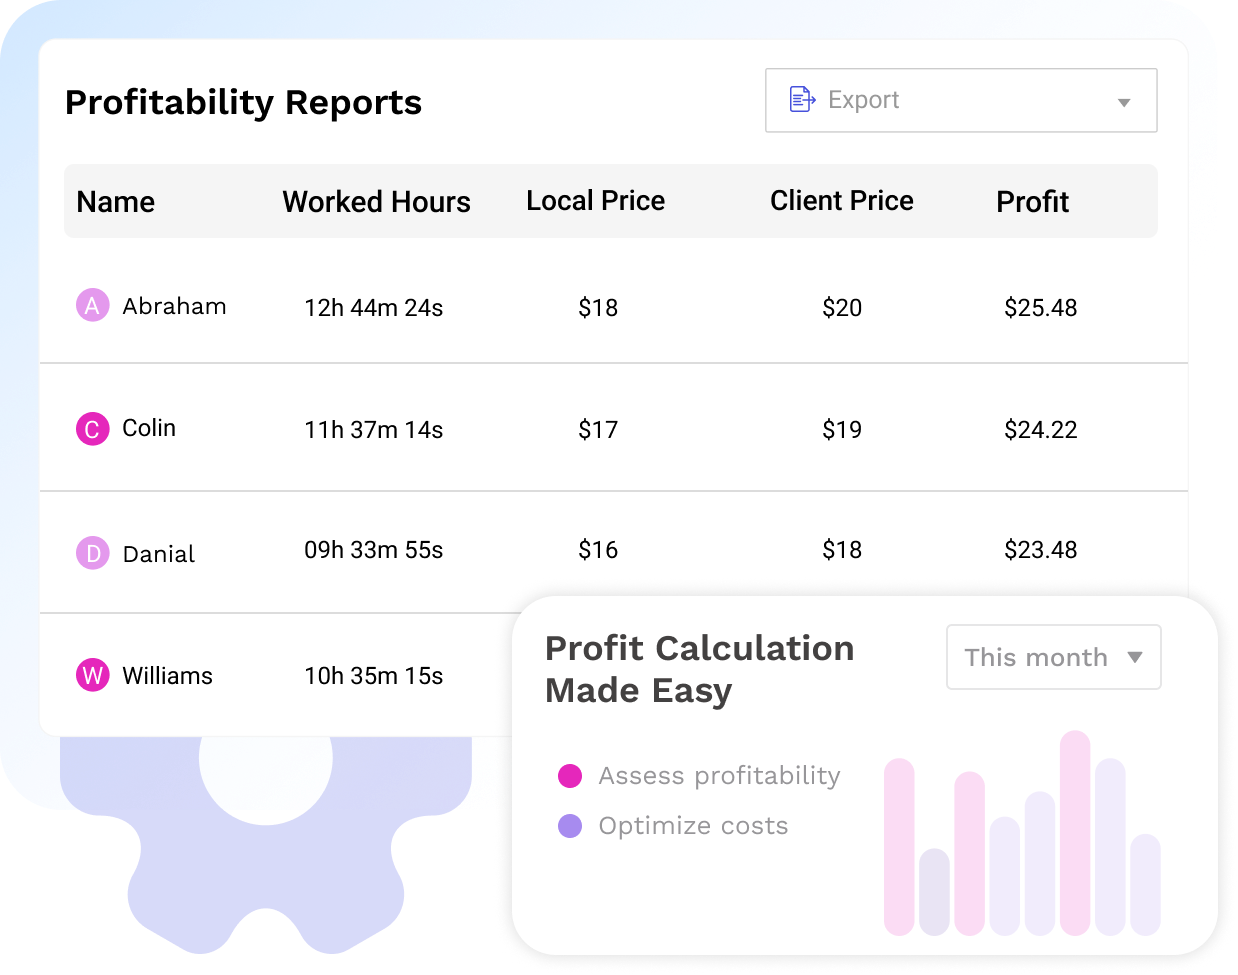 Profitability Reports
Export
Name Worked Hours Local Price Client Price Profit
A Abraham 12h 44m 24s $18 $20 $25.48
C Colin 11h 37m 14s $17 $19 $24.22
D Danial 09h 33m 55s $16 $18 $23.48
W Williams 10h 35m 15s
Profit Calculation
Made Easy
This month
Assess profitability
Optimize costs